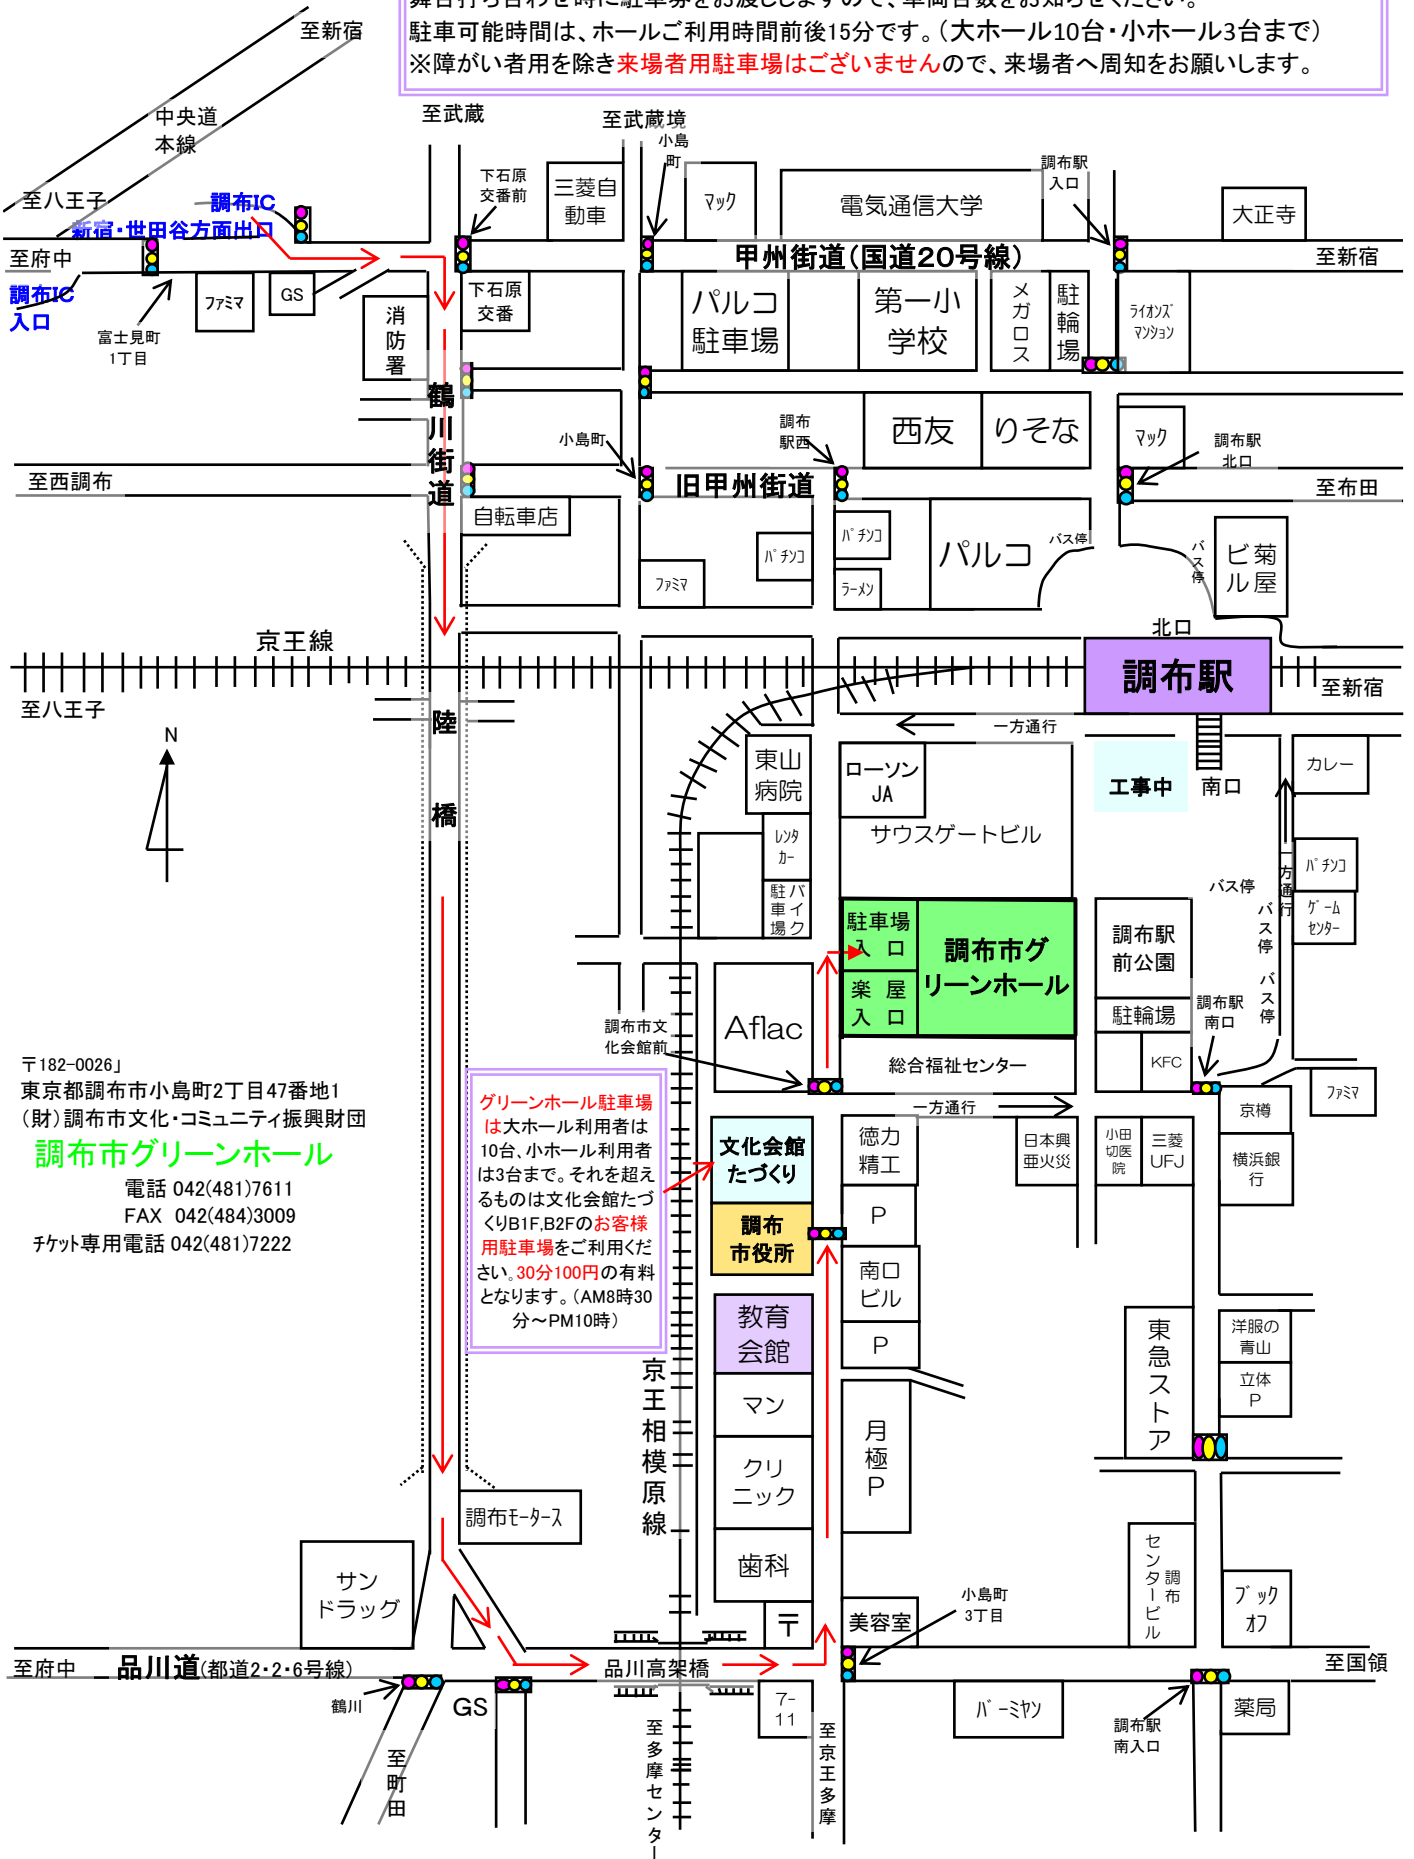 舞台打ち合わせ時に駐車券をお渡ししますので、車両台数をお知らせください。
駐車可能時間は、ホールご利用時間前後15分です。（大ホール10台・小ホール3台まで）
※障がい者用を除き来場者用駐車場はございませんので、来場者へ周知をお願いします。
至新宿
中央道
本線
至八王子
調布IC
新宿・世田谷方面出口
至府中
調布IC
入口
富士見町
1丁目
ファミマ
GS
消防署
至武蔵
下石原
交番前
三菱自
動車
至武蔵境
小島
町
マック
電気通信大学
調布駅
入口
大正寺
甲州街道（国道20号線）
至新宿
下石原
交番
パルコ
駐車場
第一小
学校
メガロス
駐輪場
ライオンズ
マンション
鶴川街道
小島町
調布
駅西
西友
りそな
マック
調布駅
北口
至西調布
旧甲州街道
至布田
自転車店
パチンコ
パチンコ
ファミマ
ラーメン
パルコ
バス停
バス停
菊屋
ビル
北口
京王線
至八王子
調布駅
至新宿
一方通行
N
陸橋
東山
病院
ローソン
JA
工事中
南口
カレー
サウスゲートビル
レンタ
カー
バイク
駐車場
一方通行
パチンコ
ゲーム
センター
バス停
バス停
バス停
駐車場
入口
調布市グ
リーンホール
楽屋
入口
調布駅
前公園
駐輪場
調布駅
南口
KFC
Aflac
調布市文
化会館前
総合福祉センター
一方通行
京樽
ファミマ
〒182-0026」
東京都調布市小島町2丁目47番地1
（財）調布市文化・コミュニティ振興財団
調布市グリーンホール
電話 042(481)7611
FAX 042(484)3009
チケット専用電話 042(481)7222
グリーンホール駐車場
は大ホール利用者は
10台、小ホール利用者
は3台まで。それを超え
るものは文化会館たづ
くりB1F,B2Fのお客様
用駐車場をご利用くだ
さい。30分100円の有料
となります。（AM8時30
分～PM10時）
文化会館
たづくり
調布
市役所
徳力
精工
P
南口
ビル
P
日本興
亜火災
小田
切医
院
三菱
UFJ
横浜銀
行
教育
会館
マン
クリ
ニック
歯科
〒
月極P
東急ストア
洋服の
青山
立体
P
京王相模原線
調布モータース
サン
ドラッグ
美容室
小島町
3丁目
調布
センタービル
ブック
オフ
至府中
品川道（都道2・2・6号線）
品川高架橋
至国領
鶴川
GS
7-
11
バーミヤン
調布駅
南入口
薬局
至町田
至多摩センター
至京王多摩